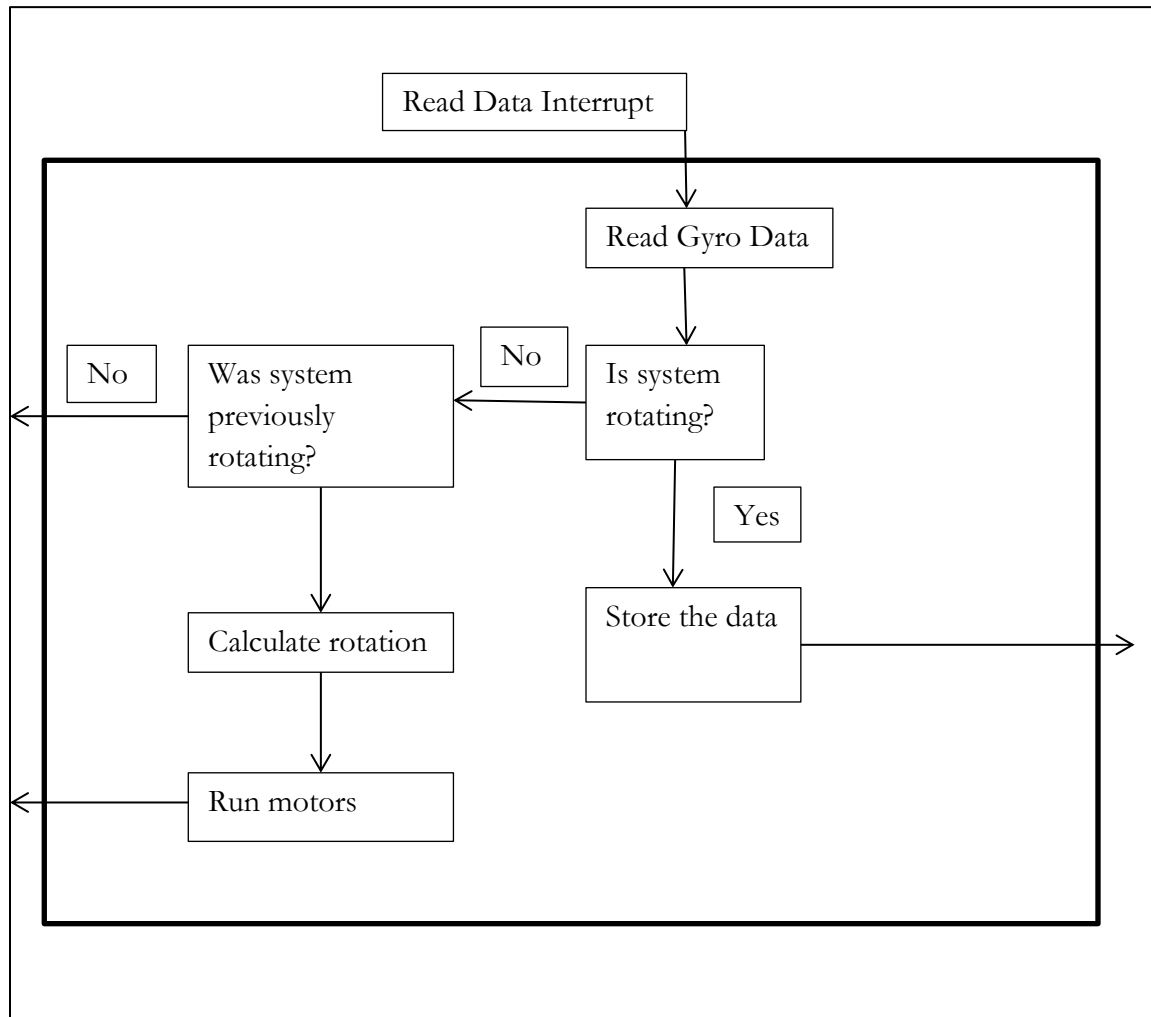 Read Data Interrupt
Read Gyro Data
Is system
rotating?
No
Was system
previously
rotating?
No
Yes
Store the data
Calculate rotation
Run motors